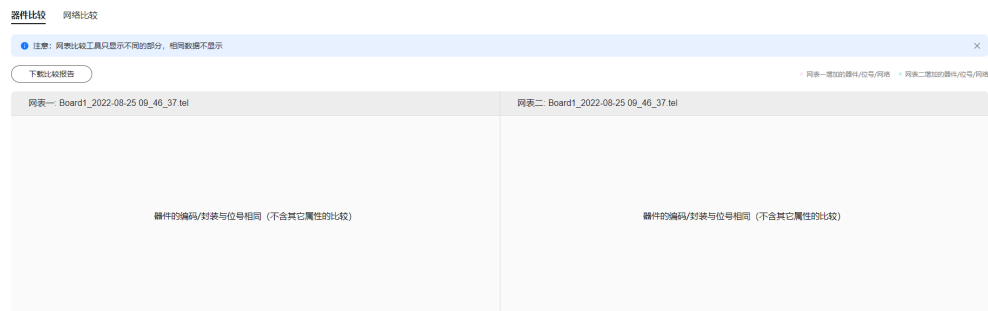 器件比较 网络比较
注意：网表比较工具只显示不同的部分，相同数据不显示
下载比较报告 网表一增加的器件/位号/网络 网表二增加的器件/位号/网络
网表一: Board1_2022-08-25 09_46_37.tel 网表二: Board1_2022-08-25 09_46_37.tel
器件的编码/封装与位号相同（不含其它属性的比较） 器件的编码/封装与位号相同（不含其它属性的比较）